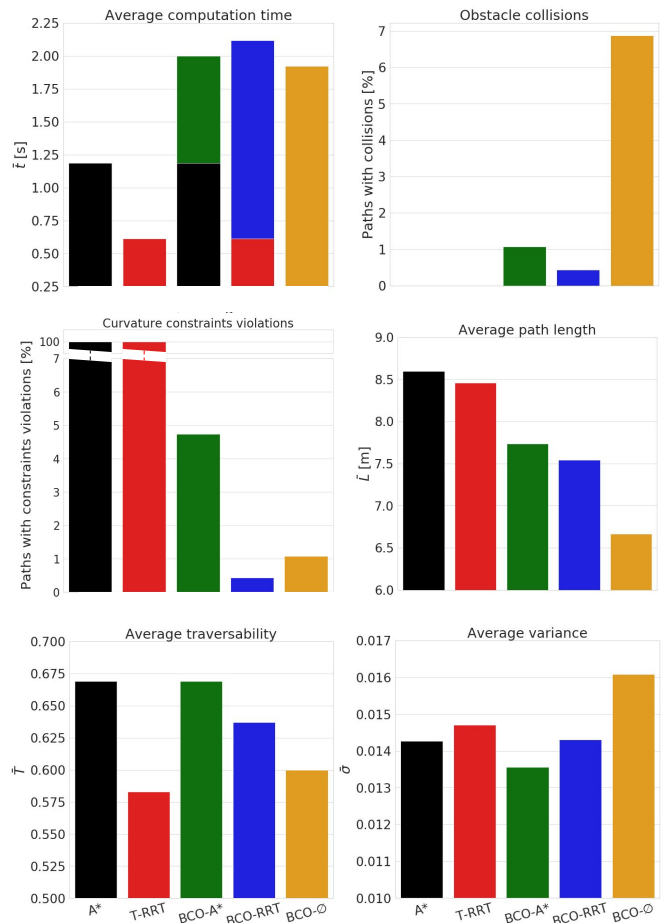 Average computation time
t̄ [s]
2.25
2.00
1.75
1.50
1.25
1.00
0.75
0.50
0.25
Obstacle collisions
Paths with collisions [%]
7
6
5
4
3
2
1
0
Curvature constraints violations
Paths with constraints violations [%]
100
7
6
5
4
3
2
1
0
Average path length
L̄ [m]
9.0
8.5
8.0
7.5
7.0
6.5
6.0
Average traversability
T̄
0.700
0.675
0.650
0.625
0.600
0.575
0.550
0.525
0.500
A*
T-RRT
BCO-A*
BCO-RRT
BCO-∅
Average variance
σ̄
0.017
0.016
0.015
0.014
0.013
0.012
0.011
0.010
A*
T-RRT
BCO-A*
BCO-RRT
BCO-∅